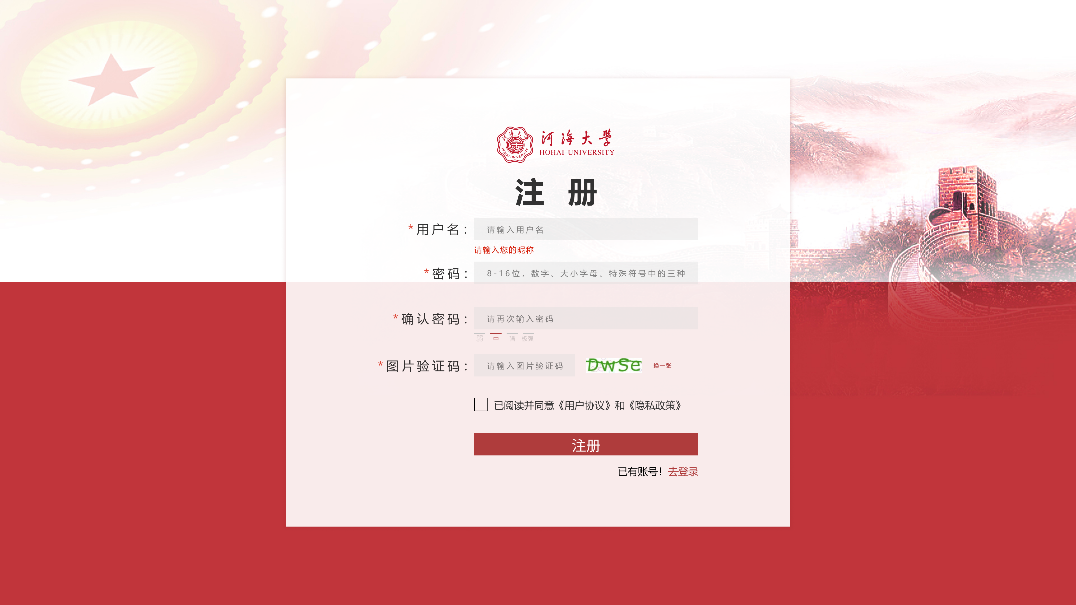 河海大学
HOHAI UNIVERSITY
注 册
*用户名： 请输入用户名
请输入您的昵称
*密码： 8-16位，数字、大小字母、特殊符号中的三种
*确认密码： 请再次输入密码
*图片验证码： 请输入图片验证码 DwSe 换一张
已阅读并同意《用户协议》和《隐私政策》
注册
已有账号！去登录